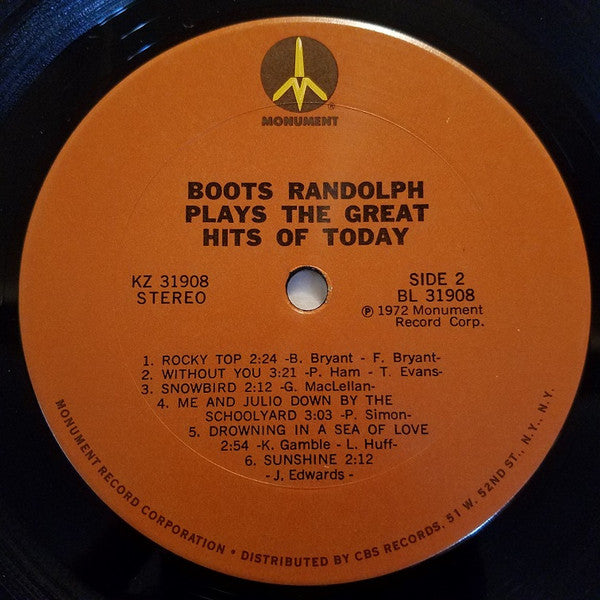 MONUMENT
®
BOOTS RANDOLPH
PLAYS THE GREAT
HITS OF TODAY
KZ 31908
STEREO
SIDE 2
BL 31908
Ⓟ 1972 Monument
Record Corp.
1. ROCKY TOP 2:24 -B. Bryant - F. Bryant-
2. WITHOUT YOU 3:21 -P. Ham - T. Evans-
3. SNOWBIRD 2:12 -G. MacLellan-
4. ME AND JULIO DOWN BY THE
SCHOOLYARD 3:03 -P. Simon-
5. DROWNING IN A SEA OF LOVE
2:54 -K. Gamble - L. Huff-
6. SUNSHINE 2:12
-J. Edwards -
MONUMENT RECORD CORPORATION • DISTRIBUTED BY CBS RECORDS, 51 W. 52ND ST., N.Y., N.Y.